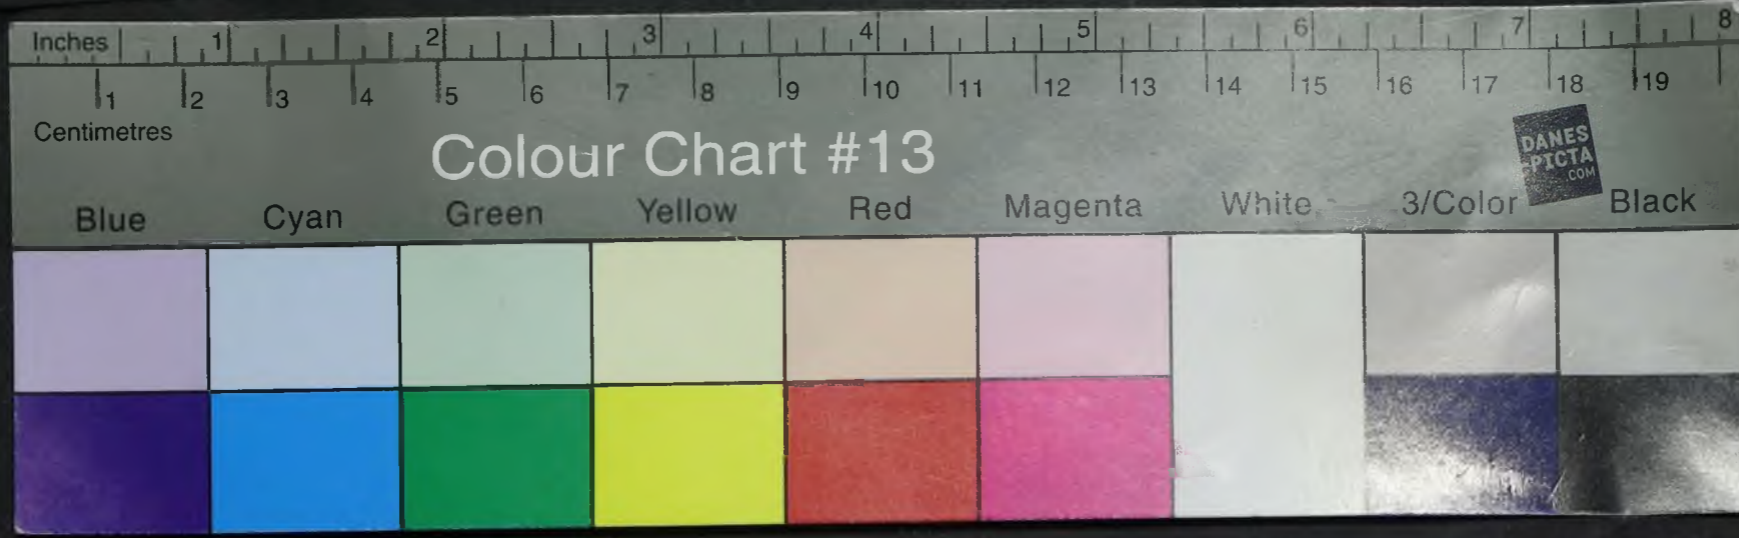 Inches 1 2 3 4 5 6 7 8
1 2 3 4 5 6 7 8 9 10 11 12 13 14 15 16 17 18 19
Centimetres
Colour Chart #13
DANES
-PICTA
.COM
Blue Cyan Green Yellow Red Magenta White 3/Color Black